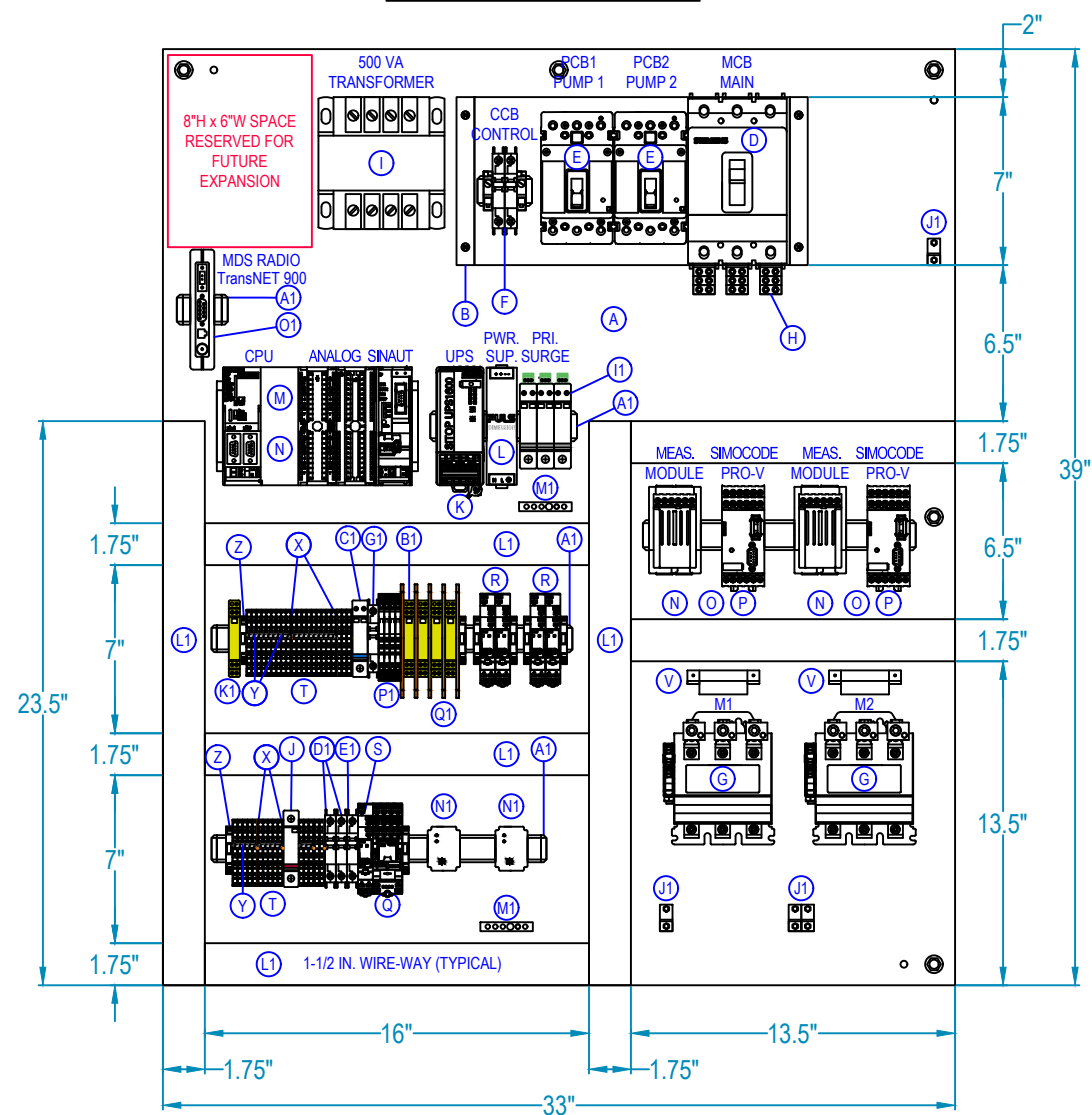 2"
500 VA
TRANSFORMER
PCB1
PUMP 1
PCB2
PUMP 2
MCB
MAIN
8"H x 6"W SPACE
RESERVED FOR
FUTURE
EXPANSION
CCB
CONTROL
I
E
E
D
SIEMENS
7"
J1
MDS RADIO
TransNET 900
A1
O1
B
F
A
H
6.5"
CPU
ANALOG
SINAUT
UPS
PWR.
SUP.
PRI.
SURGE
I1
A1
M
N
SITOP UPS1600
PULS
L
N L
K
M1
1.75"
39"
MEAS.
MODULE
SIMOCODE
PRO-V
MEAS.
MODULE
SIMOCODE
PRO-V
6.5"
N
O
P
N
O
P
1.75"
Z
X
C1
G1
B1
L1
A1
R
R
L1
L1
7"
K1
Y
T
P1
Q1
23.5"
1.75"
V
V
M1
M2
G
G
13.5"
1.75"
Z
X
J
D1
E1
S
L1
A1
N1
N1
7"
Y
T
Q
M1
J1
J1
1.75"
L1
1-1/2 IN. WIRE-WAY (TYPICAL)
16"
13.5"
1.75"
1.75"
33"